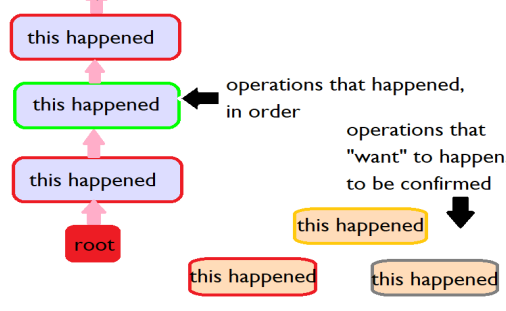 this happened
this happened
operations that happened,
in order
operations that
"want" to happen
to be confirmed
this happened
this happened
root
this happened
this happened